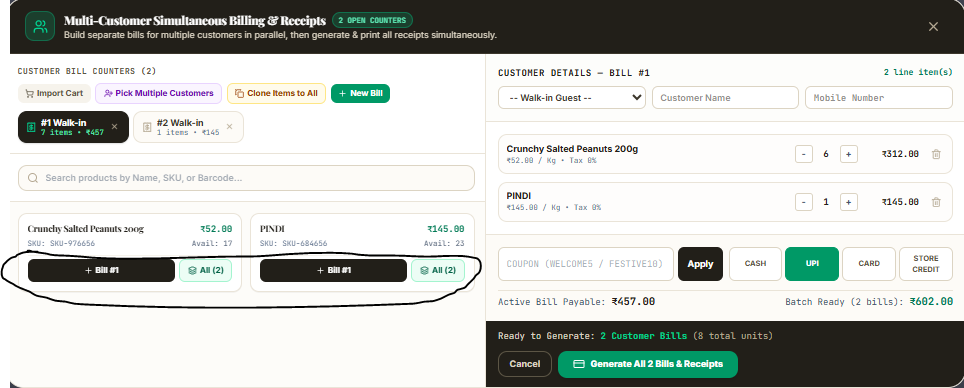 Multi-Customer Simultaneous Billing & Receipts 2 OPEN COUNTERS
Build separate bills for multiple customers in parallel, then generate & print all receipts simultaneously.
CUSTOMER BILL COUNTERS (2)
Import Cart Pick Multiple Customers Clone Items to All + New Bill
#1 Walk-in
7 items • ₹457
#2 Walk-in
1 items • ₹145
Search products by Name, SKU, or Barcode...
Crunchy Salted Peanuts 200g ₹52.00
SKU: SKU-976656 Avail: 17
+ Bill #1 All (2)
PINDI ₹145.00
SKU: SKU-684656 Avail: 23
+ Bill #1 All (2)
CUSTOMER DETAILS — BILL #1 2 line item(s)
-- Walk-in Guest -- Customer Name Mobile Number
Crunchy Salted Peanuts 200g
₹52.00 / Kg • Tax 0%
- 6 + ₹312.00
PINDI
₹145.00 / Kg • Tax 0%
- 1 + ₹145.00
COUPON (WELCOME5 / FESTIVE10) Apply CASH UPI CARD STORE CREDIT
Active Bill Payable: ₹457.00 Batch Ready (2 bills): ₹602.00
Ready to Generate: 2 Customer Bills (8 total units)
Cancel Generate All 2 Bills & Receipts